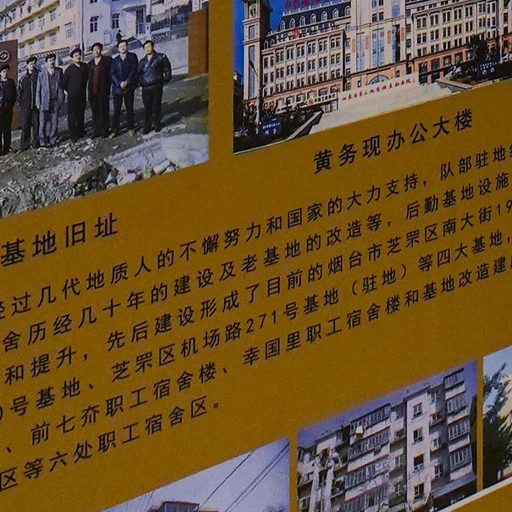 黄务现办公大楼
基地旧址
经过几代地质人的不懈努力和国家的大力支持，队部驻地
舍历经几十年的建设及老基地的改造等，后勤基地设施
和提升，先后建设形成了目前的烟台市芝罘区南大街19
0号基地、芝罘区机场路271号基地（驻地）等四大基地，
、前七夼职工宿舍楼、幸国里职工宿舍楼和基地改造建
区等六处职工宿舍区。